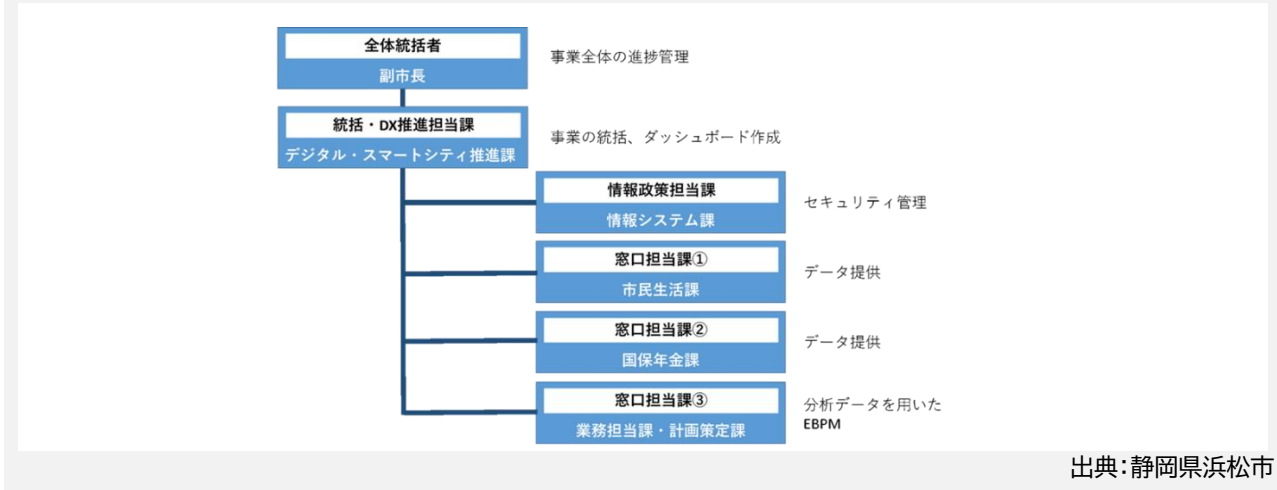 全体統括者
副市長
事業全体の進捗管理
統括・DX推進担当課
デジタル・スマートシティ推進課
事業の統括、ダッシュボード作成
情報政策担当課
情報システム課
セキュリティ管理
窓口担当課①
市民生活課
データ提供
窓口担当課②
国保年金課
データ提供
窓口担当課③
業務担当課・計画策定課
分析データを用いた
EBPM
出典：静岡県浜松市